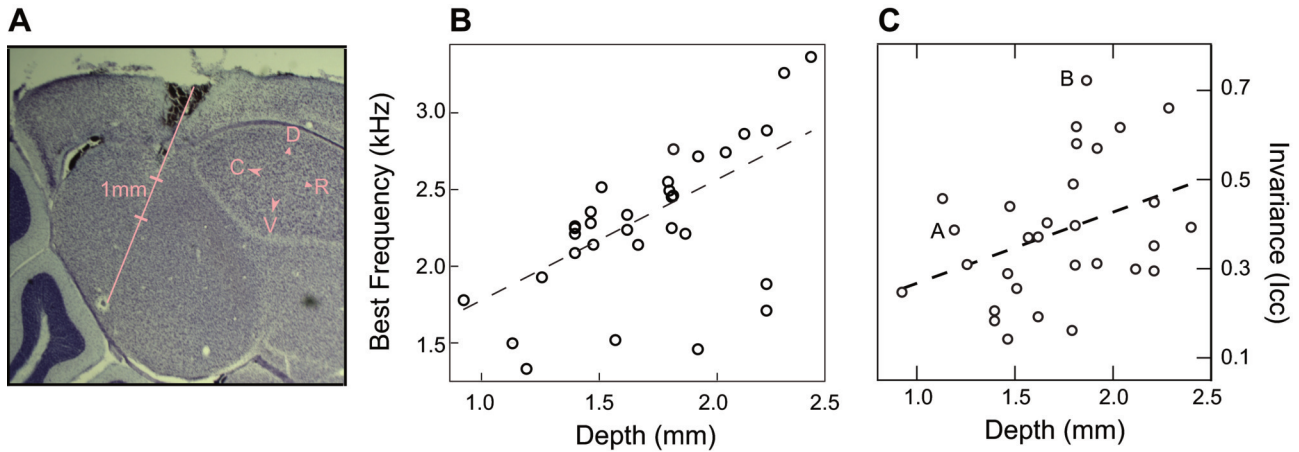 A
B
C
D
C
R
V
1mm
Best Frequency (kHz)
3.0
2.5
2.0
1.5
1.0
1.5
2.0
2.5
Depth (mm)
B
A
0.7
0.5
0.3
0.1
Invariance (Icc)
1.0
1.5
2.0
2.5
Depth (mm)